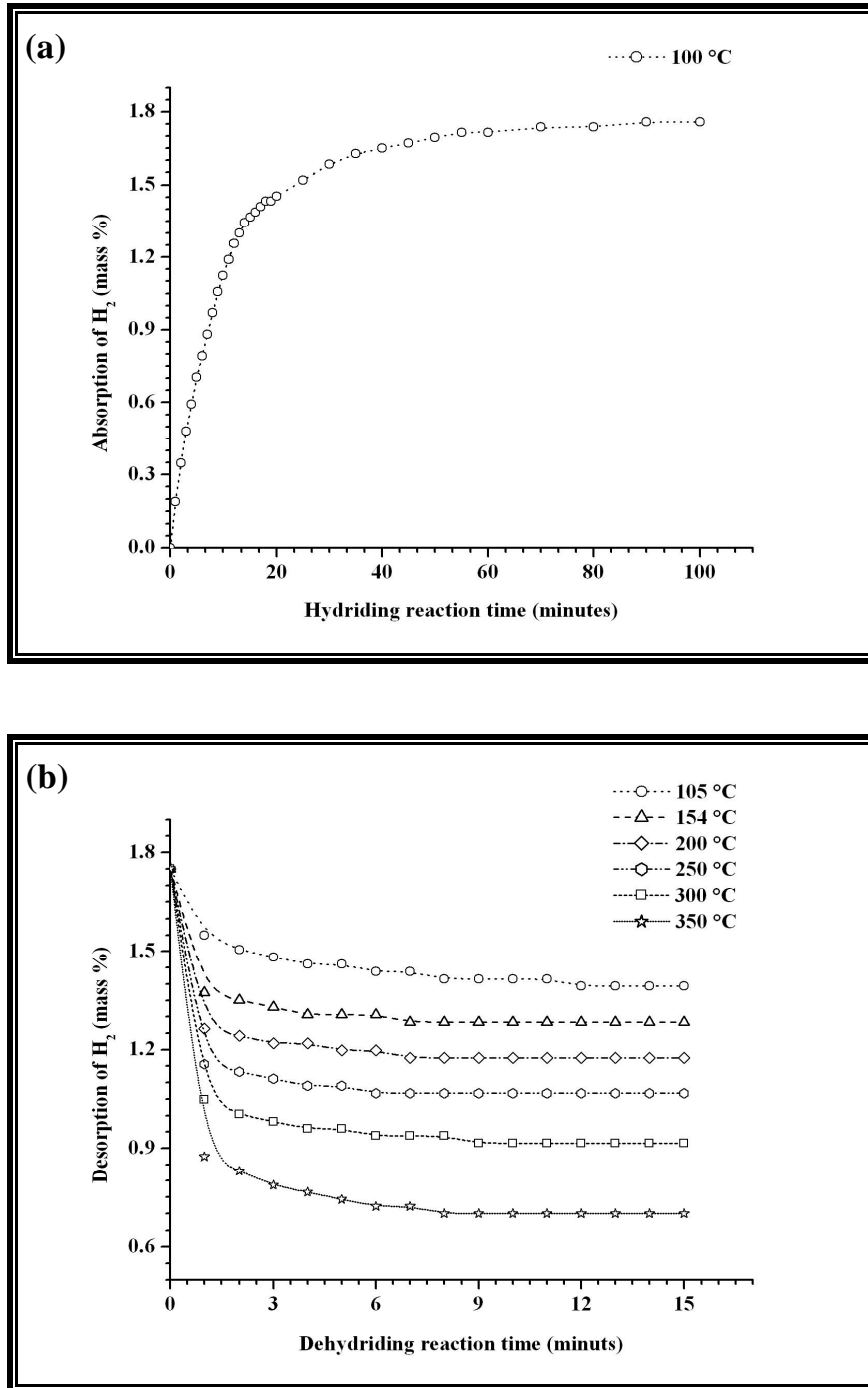 (a)
100 °C
1.8
1.5
1.2
0.9
0.6
0.3
0.0
Absorption of H2 (mass %)
0 20 40 60 80 100
Hydriding reaction time (minutes)
(b)
105 °C
154 °C
200 °C
250 °C
300 °C
350 °C
1.8
1.5
1.2
0.9
0.6
Desorption of H2 (mass %)
0 3 6 9 12 15
Dehydriding reaction time (minuts)